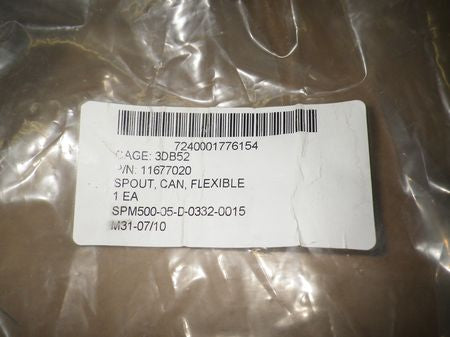 7240001776154
CAGE: 3DB52
P/N: 11677020
SPOUT, CAN, FLEXIBLE
1 EA
SPM500-05-D-0332-0015
M31-07/10